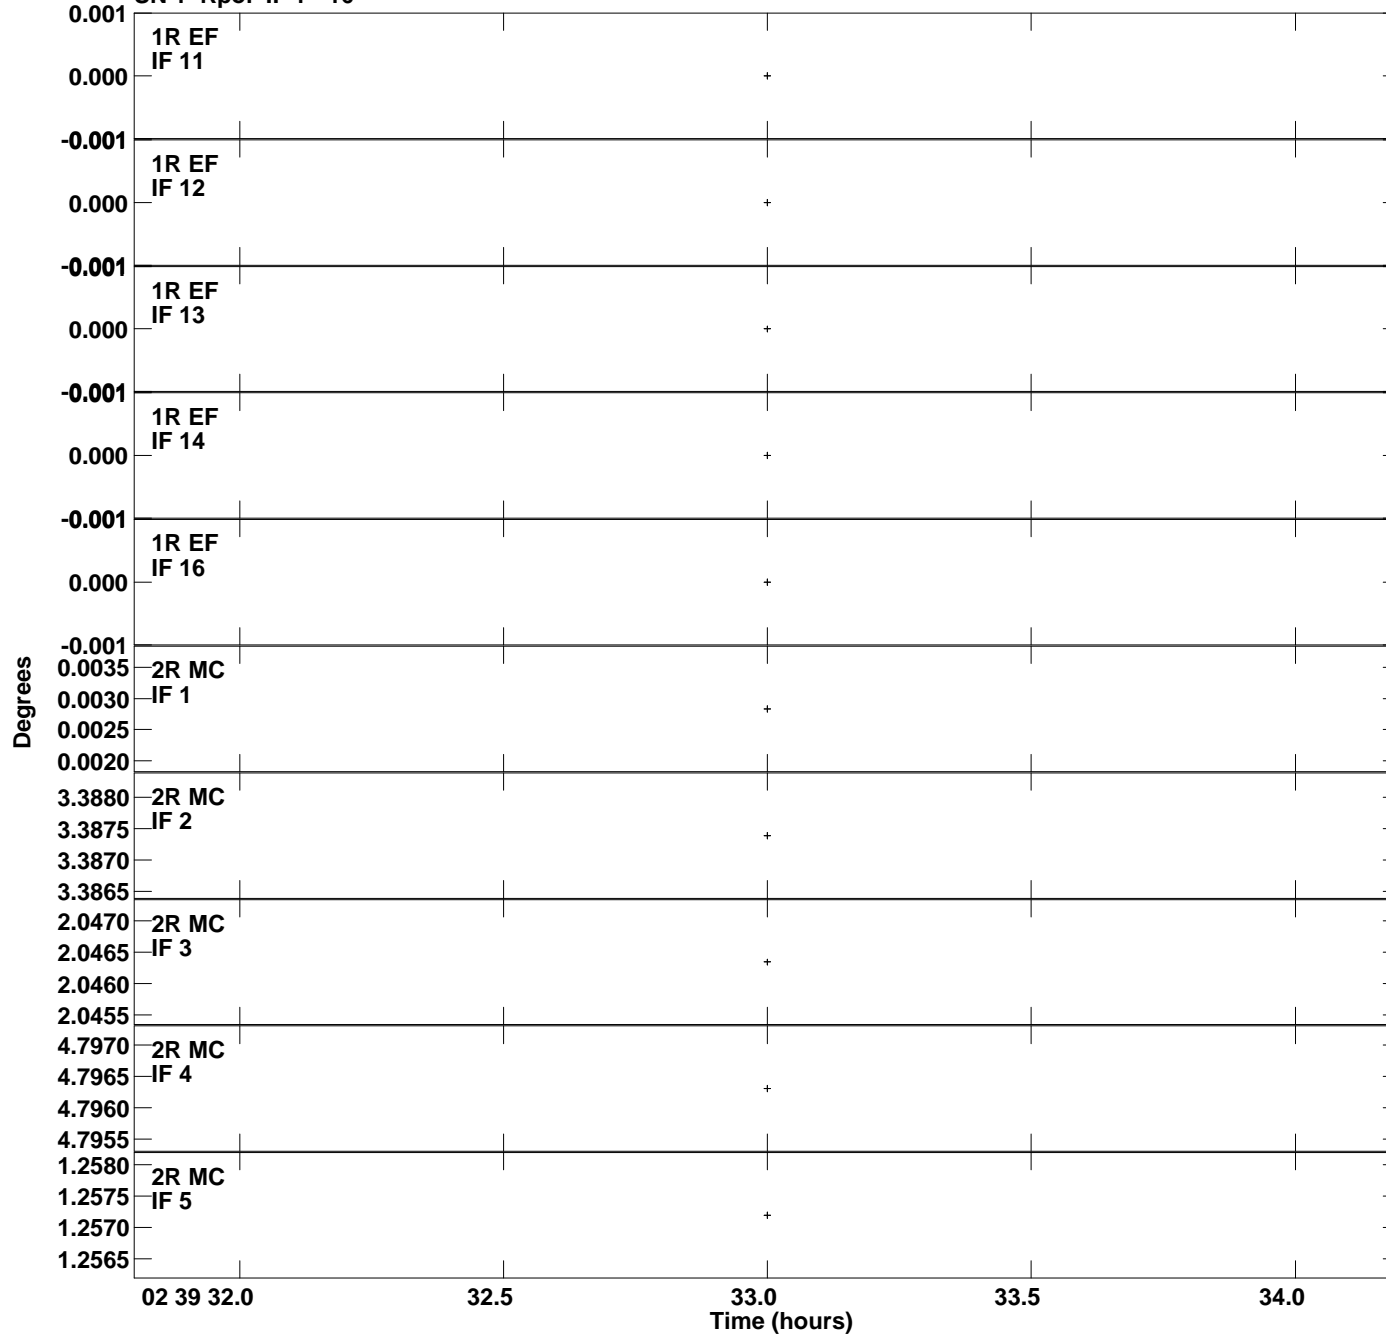 0.001
1R EF
IF 11
0.000
-0.001
1R EF
IF 12
0.000
-0.001
1R EF
IF 13
0.000
-0.001
1R EF
IF 14
0.000
-0.001
1R EF
IF 16
0.000
-0.001
Degrees
2R MC
IF 1
0.0035
0.0030
0.0025
0.0020
2R MC
IF 2
3.3880
3.3875
3.3870
3.3865
2R MC
IF 3
2.0470
2.0465
2.0460
2.0455
2R MC
IF 4
4.7970
4.7965
4.7960
4.7955
2R MC
IF 5
1.2580
1.2575
1.2570
1.2565
02 39 32.0 32.5 33.0 33.5 34.0
Time (hours)